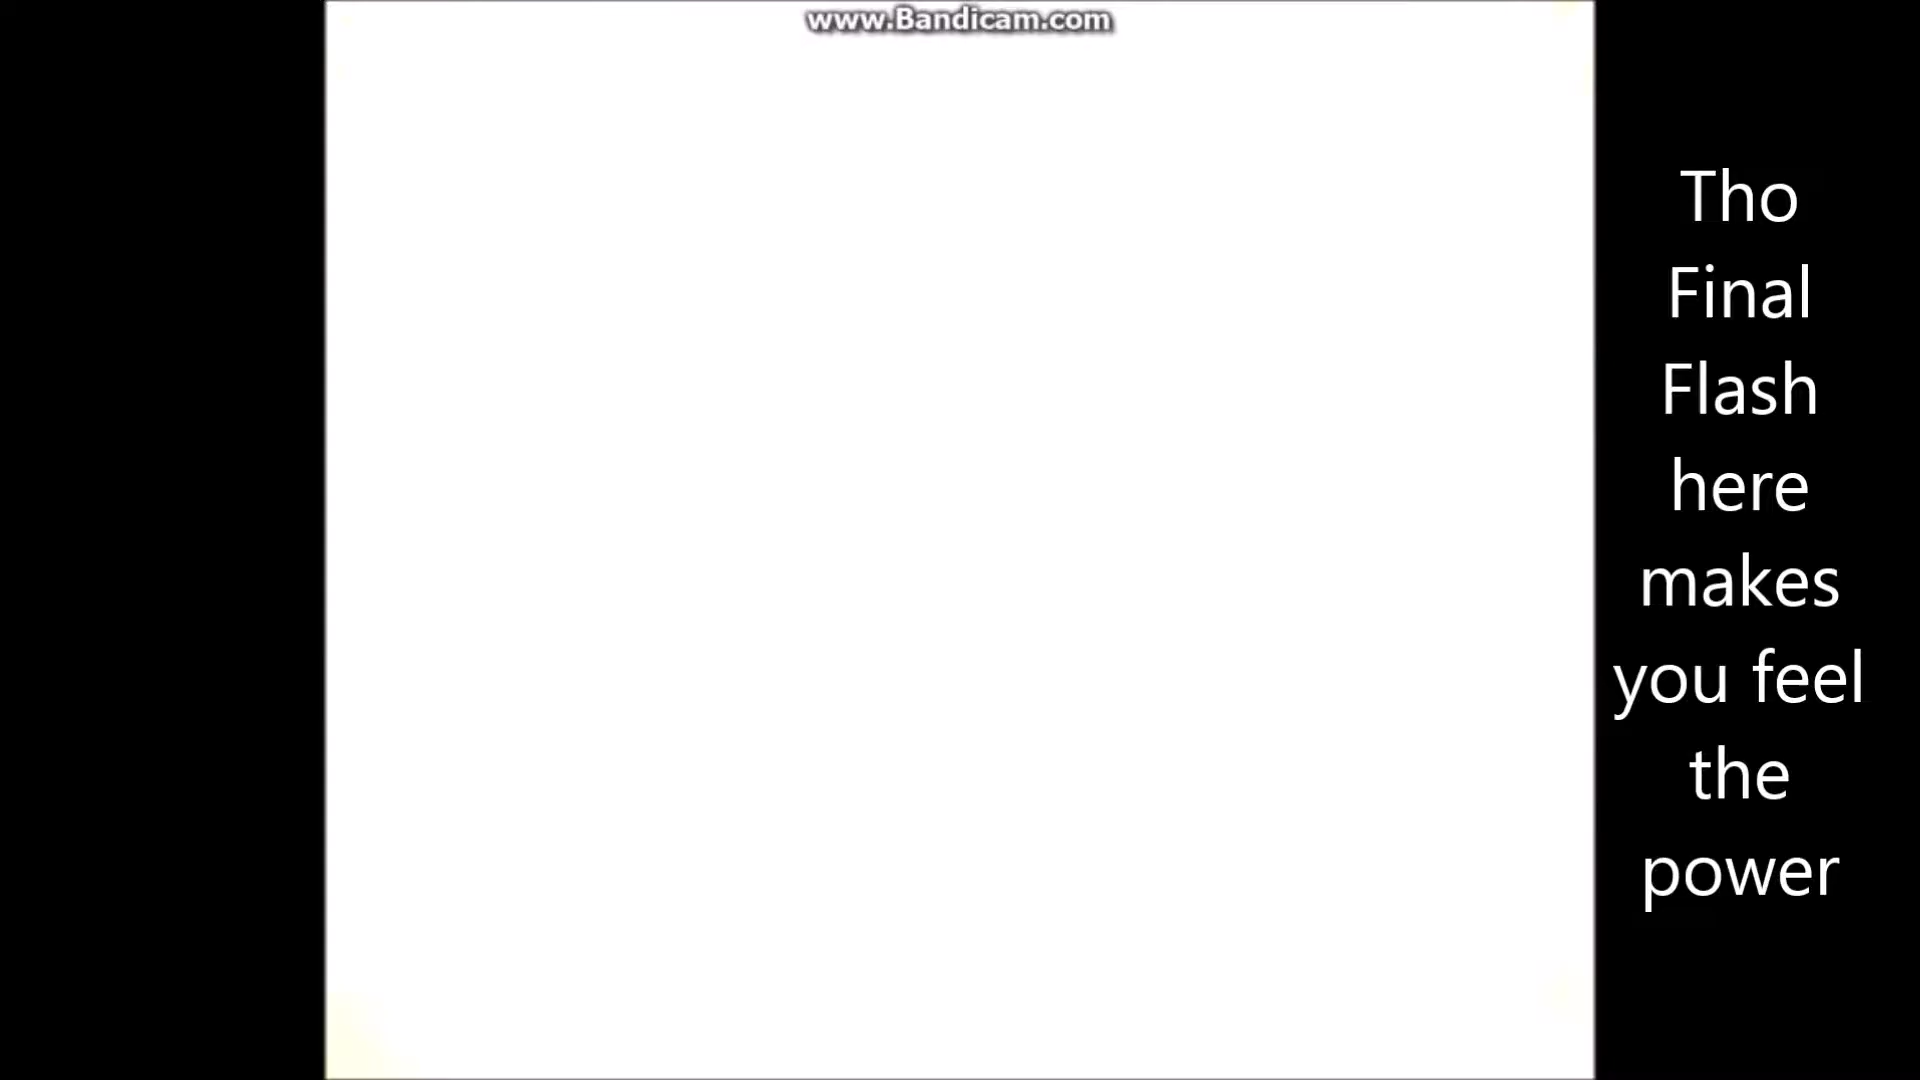 www.Bandicam.com
Tho
Final
Flash
here
makes
you feel
the
power